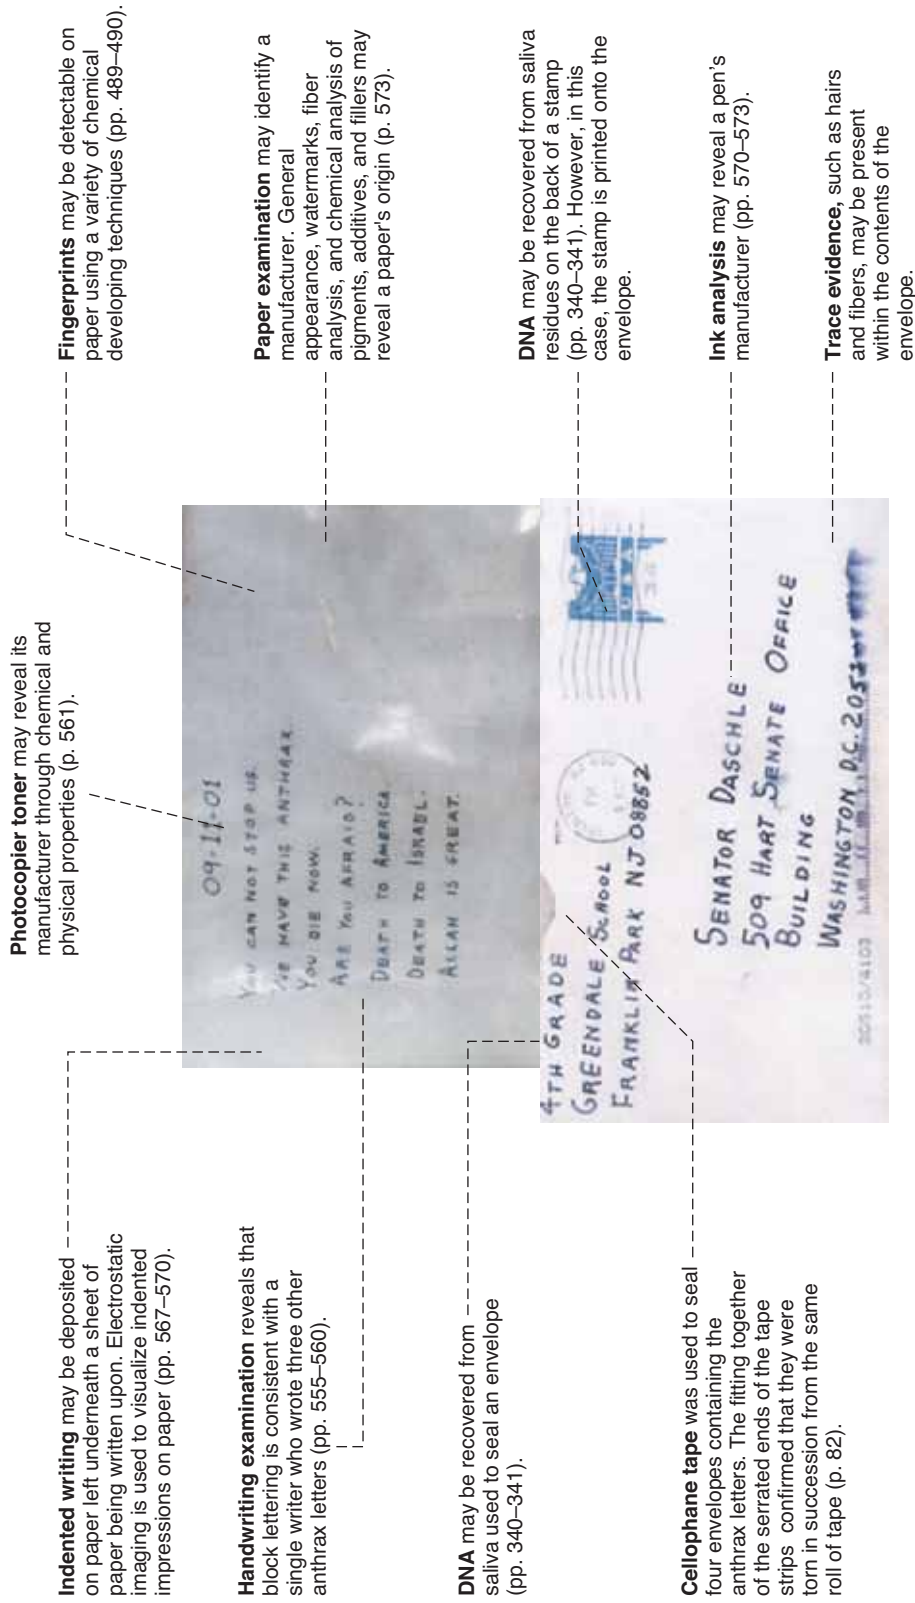 Photocopier toner may reveal its
manufacturer through chemical and
physical properties (p. 561).
Indented writing may be deposited
on paper left underneath a sheet of
paper being written upon. Electrostatic
imaging is used to visualize indented
impressions on paper (pp. 567–570).
Handwriting examination reveals that
block lettering is consistent with a
single writer who wrote three other
anthrax letters (pp. 555–560).
DNA may be recovered from
saliva used to seal an envelope
(pp. 340–341).
Cellophane tape was used to seal
four envelopes containing the
anthrax letters. The fitting together
of the serrated ends of the tape
strips confirmed that they were
torn in succession from the same
roll of tape (p. 82).
09-11-01
YOU CAN NOT STOP US.
WE HAVE THIS ANTHRAX.
YOU DIE NOW.
ARE YOU AFRAID?
DEATH TO AMERICA.
DEATH TO ISRAEL.
ALLAH IS GREAT.
4TH GRADE
GREENDALE SCHOOL
FRANKLIN PARK NJ 08852
SENATOR DASCHLE
509 HART SENATE OFFICE
BUILDING
WASHINGTON D.C. 205
20510/4103
USA
Fingerprints may be detectable on
paper using a variety of chemical
developing techniques (pp. 489–490).
Paper examination may identify a
manufacturer. General
appearance, watermarks, fiber
analysis, and chemical analysis of
pigments, additives, and fillers may
reveal a paper's origin (p. 573).
DNA may be recovered from saliva
residues on the back of a stamp
(pp. 340–341). However, in this
case, the stamp is printed onto the
envelope.
Ink analysis may reveal a pen's
manufacturer (pp. 570–573).
Trace evidence, such as hairs
and fibers, may be present
within the contents of the
envelope.